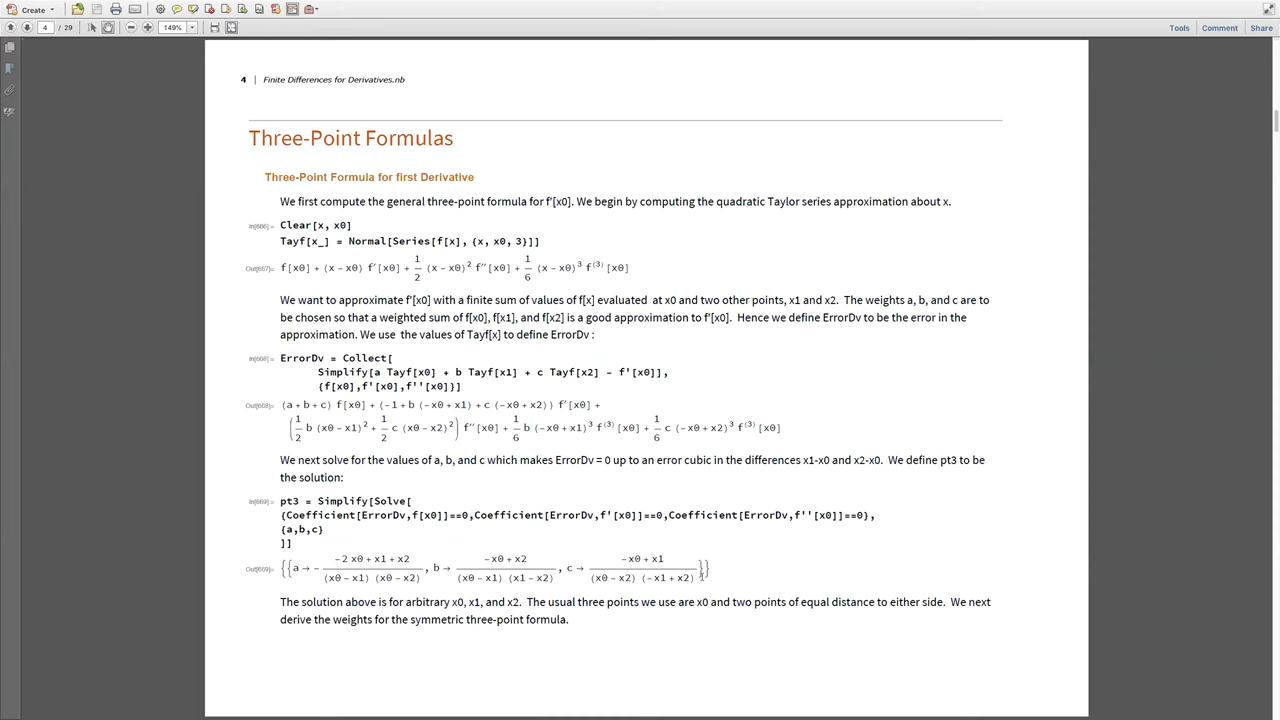 Create
4 / 29 149% Tools Comment Share
4 | Finite Differences for Derivatives.nb
Three-Point Formulas
Three-Point Formula for first Derivative
We first compute the general three-point formula for f'[x0]. We begin by computing the quadratic Taylor series approximation about x.
In[666]:= Clear[x, x0]
Tayf[x_] = Normal[Series[f[x], {x, x0, 3}]]
Out[667]= f[x0] + (x - x0) f′[x0] + 1/2 (x - x0)^2 f′′[x0] + 1/6 (x - x0)^3 f^(3)[x0]
We want to approximate f'[x0] with a finite sum of values of f[x] evaluated at x0 and two other points, x1 and x2. The weights a, b, and c are to
be chosen so that a weighted sum of f[x0], f[x1], and f[x2] is a good approximation to f'[x0]. Hence we define ErrorDv to be the error in the
approximation. We use the values of Tayf[x] to define ErrorDv :
In[668]:= ErrorDv = Collect[
Simplify[a Tayf[x0] + b Tayf[x1] + c Tayf[x2] - f'[x0]],
{f[x0],f'[x0],f''[x0]}]
Out[668]= (a + b + c) f[x0] + (-1 + b (-x0 + x1) + c (-x0 + x2)) f′[x0] +
(1/2 b (x0 - x1)^2 + 1/2 c (x0 - x2)^2) f′′[x0] + 1/6 b (-x0 + x1)^3 f^(3)[x0] + 1/6 c (-x0 + x2)^3 f^(3)[x0]
We next solve for the values of a, b, and c which makes ErrorDv = 0 up to an error cubic in the differences x1-x0 and x2-x0. We define pt3 to be
the solution:
In[669]:= pt3 = Simplify[Solve[
{Coefficient[ErrorDv,f[x0]]==0,Coefficient[ErrorDv,f'[x0]]==0,Coefficient[ErrorDv,f''[x0]]==0},
{a,b,c}
]]
Out[669]= {{a → - (-2 x0 + x1 + x2)/((x0 - x1) (x0 - x2)), b → (-x0 + x2)/((x0 - x1) (x1 - x2)), c → (-x0 + x1)/((x0 - x2) (-x1 + x2))}}
The solution above is for arbitrary x0, x1, and x2. The usual three points we use are x0 and two points of equal distance to either side. We next
derive the weights for the symmetric three-point formula.